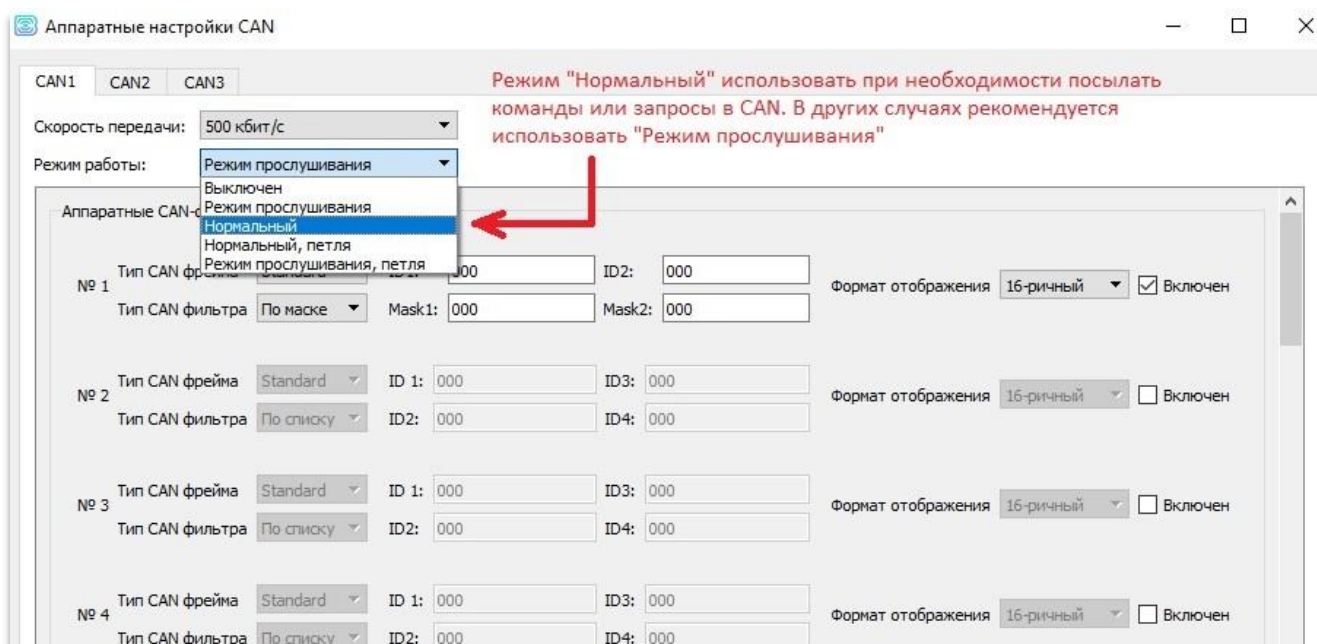 Аппаратные настройки CAN
CAN1 CAN2 CAN3
Режим "Нормальный" использовать при необходимости посылать
команды или запросы в CAN. В других случаях рекомендуется
использовать "Режим прослушивания"
Скорость передачи: 500 кбит/с
Режим работы: Режим прослушивания
Выключен
Режим прослушивания
Нормальный
Нормальный, петля
Режим прослушивания, петля
Аппаратные CAN-
№ 1
Тип CAN фрейма 000 ID2: 000
Тип CAN фильтра По маске Mask1: 000 Mask2: 000
Формат отображения 16-ричный Включен
№ 2
Тип CAN фрейма Standard ID 1: 000 ID3: 000
Тип CAN фильтра По списку ID2: 000 ID4: 000
Формат отображения 16-ричный Включен
№ 3
Тип CAN фрейма Standard ID 1: 000 ID3: 000
Тип CAN фильтра По списку ID2: 000 ID4: 000
Формат отображения 16-ричный Включен
№ 4
Тип CAN фрейма Standard ID 1: 000 ID3: 000
Тип CAN фильтра По списку ID2: 000 ID4: 000
Формат отображения 16-ричный Включен